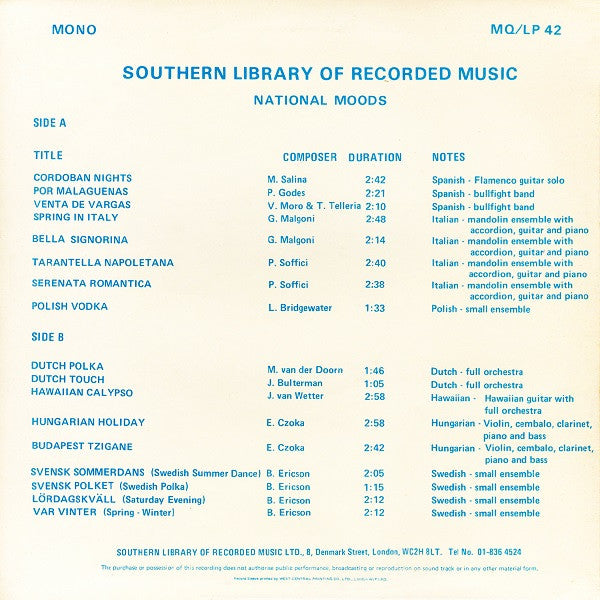 MONO MQ/LP 42
SOUTHERN LIBRARY OF RECORDED MUSIC
NATIONAL MOODS
SIDE A
TITLE COMPOSER DURATION NOTES
CORDOBAN NIGHTS M. Salina 2:42 Spanish - Flamenco guitar solo
POR MALAGUENAS P. Godes 2:21 Spanish - bullfight band
VENTA DE VARGAS V. Moro & T. Telleria 2:10 Spanish - bullfight band
SPRING IN ITALY G. Malgoni 2:48 Italian - mandolin ensemble with
accordion, guitar and piano
BELLA SIGNORINA G. Malgoni 2:14 Italian - mandolin ensemble with
accordion, guitar and piano
TARANTELLA NAPOLETANA P. Soffici 2:40 Italian - mandolin ensemble with
accordion, guitar and piano
SERENATA ROMANTICA P. Soffici 2:38 Italian - mandolin ensemble with
accordion, guitar and piano
POLISH VODKA L. Bridgewater 1:33 Polish - small ensemble
SIDE B
DUTCH POLKA M. van der Doorn 1:46 Dutch - full orchestra
DUTCH TOUCH J. Bulterman 1:05 Dutch - full orchestra
HAWAIIAN CALYPSO J. van Wetter 2:58 Hawaiian - Hawaiian guitar with
full orchestra
HUNGARIAN HOLIDAY E. Czoka 2:58 Hungarian - Violin, cembalo, clarinet,
piano and bass
BUDAPEST TZIGANE E. Czoka 2:42 Hungarian - Violin, cembalo, clarinet,
piano and bass
SVENSK SOMMERDANS (Swedish Summer Dance) B. Ericson 2:05 Swedish - small ensemble
SVENSK POLKET (Swedish Polka) B. Ericson 1:15 Swedish - small ensemble
LÖRDAGSKVÄLL (Saturday Evening) B. Ericson 2:12 Swedish - small ensemble
VAR VINTER (Spring - Winter) B. Ericson 2:12 Swedish - small ensemble
SOUTHERN LIBRARY OF RECORDED MUSIC LTD., 8, Denmark Street, London, WC2H 8LT. Tel No. 01-836 4524
The purchase or possession of this recording does not authorise public performance, broadcasting or reproduction on sound track or in any other material form.
printed by WEST CENTRAL PRINTING CO. LTD.,